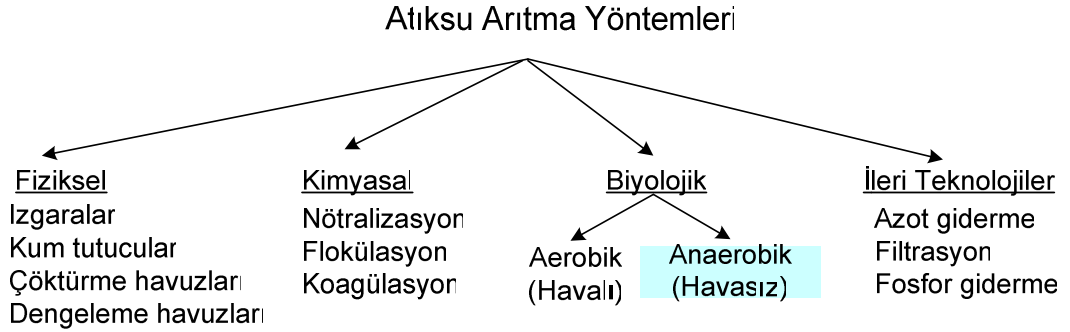 Atıksu Arıtma Yöntemleri
Fiziksel
Izgaralar
Kum tutucular
Çöktürme havuzları
Dengeleme havuzları
Kimyasal
Nötralizasyon
Flokülasyon
Koagülasyon
Biyolojik
Aerobik
(Havalı)
Anaerobik
(Havasız)
İleri Teknolojiler
Azot giderme
Filtrasyon
Fosfor giderme